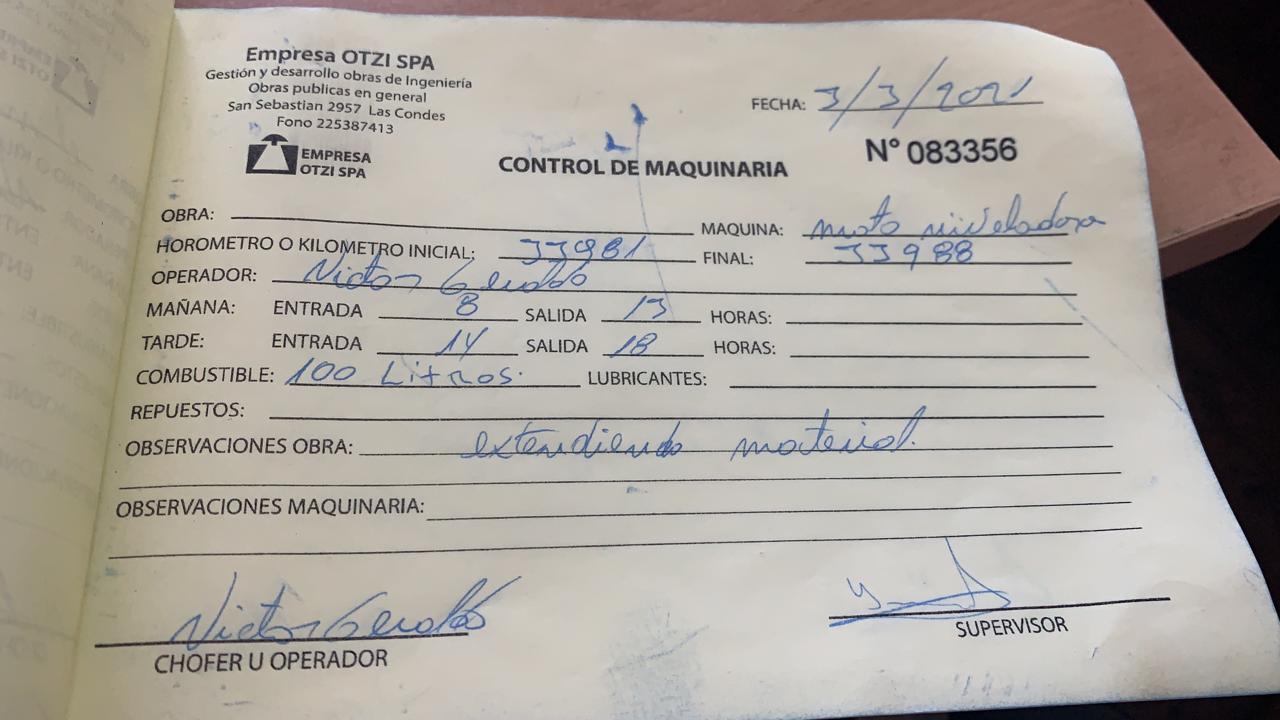 Empresa OTZI SPA
Gestión y desarrollo obras de Ingeniería
Obras publicas en general
San Sebastian 2957 Las Condes
Fono 225387413
EMPRESA
OTZI SPA
FECHA: 3/3/2021
N° 083356
CONTROL DE MAQUINARIA
OBRA: MAQUINA: moto niveladora
HOROMETRO O KILOMETRO INICIAL: 33981 FINAL: 33988
OPERADOR: Victor
MAÑANA: ENTRADA 8 SALIDA 13 HORAS:
TARDE: ENTRADA 14 SALIDA 18 HORAS:
COMBUSTIBLE: 100 Litros. LUBRICANTES:
REPUESTOS:
OBSERVACIONES OBRA: extendiendo material.
OBSERVACIONES MAQUINARIA:
Victor
CHOFER U OPERADOR
SUPERVISOR